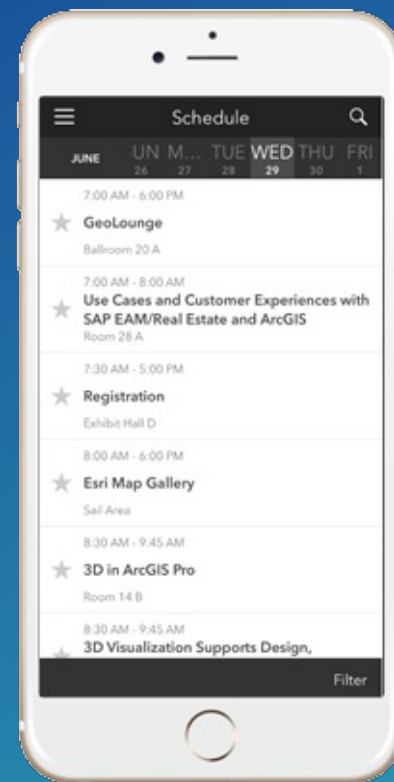 Schedule
JUNE UN M... TUE WED THU FRI
26 27 28 29 30 1
7:00 AM - 6:00 PM
GeoLounge
Ballroom 20 A
7:00 AM - 8:00 AM
Use Cases and Customer Experiences with
SAP EAM/Real Estate and ArcGIS
Room 28 A
7:30 AM - 5:00 PM
Registration
Exhibit Hall D
8:00 AM - 6:00 PM
Esri Map Gallery
Sail Area
8:30 AM - 9:45 AM
3D in ArcGIS Pro
Room 14 B
8:30 AM - 9:45 AM
3D Visualization Supports Design,
Filter